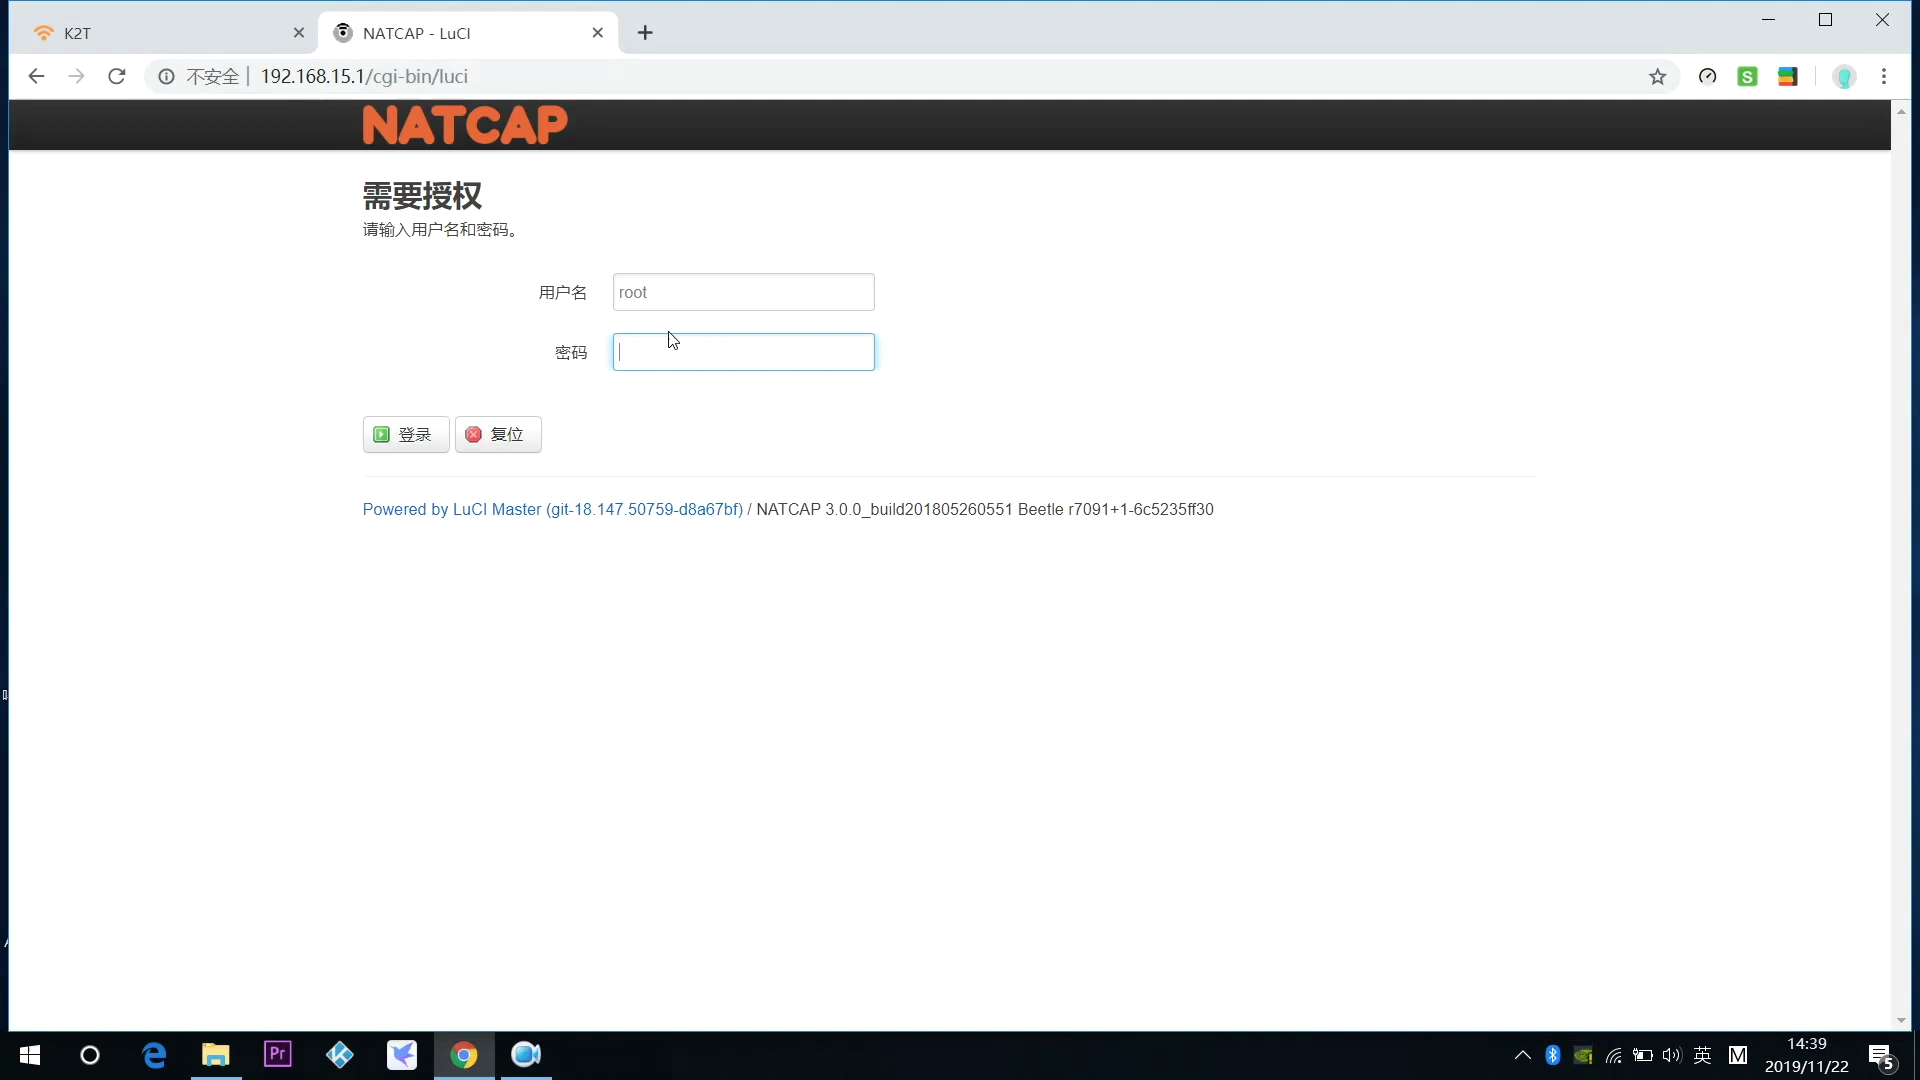 K2T
NATCAP - LuCI
不安全 | 192.168.15.1/cgi-bin/luci
NATCAP
需要授权
请输入用户名和密码。
用户名 root
密码
登录 复位
Powered by LuCI Master (git-18.147.50759-d8a67bf) / NATCAP 3.0.0_build201805260551 Beetle r7091+1-6c5235ff30
英 M 14:39
2019/11/22
5
Pr
S